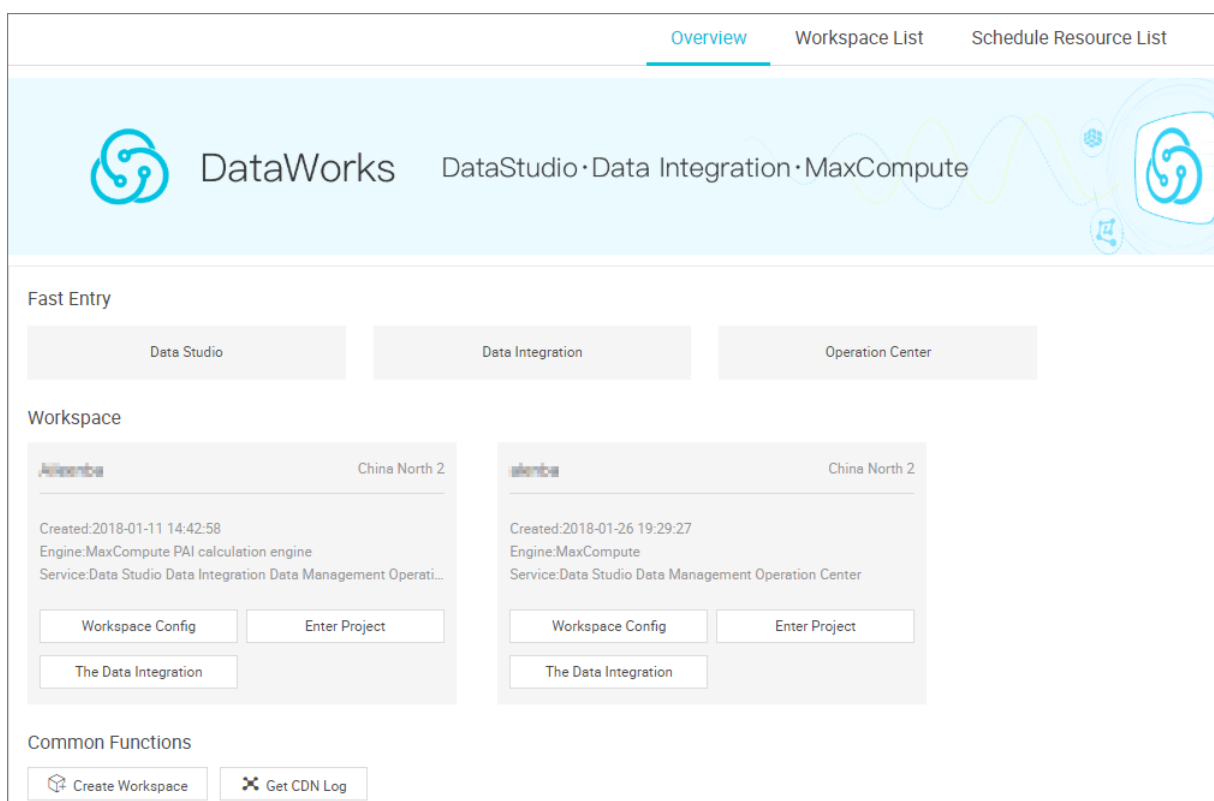 Overview Workspace List Schedule Resource List
DataWorks DataStudio·Data Integration·MaxCompute
Fast Entry
Data Studio Data Integration Operation Center
Workspace
China North 2 China North 2
Created:2018-01-11 14:42:58 Created:2018-01-26 19:29:27
Engine:MaxCompute PAI calculation engine Engine:MaxCompute
Service:Data Studio Data Integration Data Management Operati... Service:Data Studio Data Management Operation Center
Workspace Config Enter Project Workspace Config Enter Project
The Data Integration The Data Integration
Common Functions
Create Workspace Get CDN Log